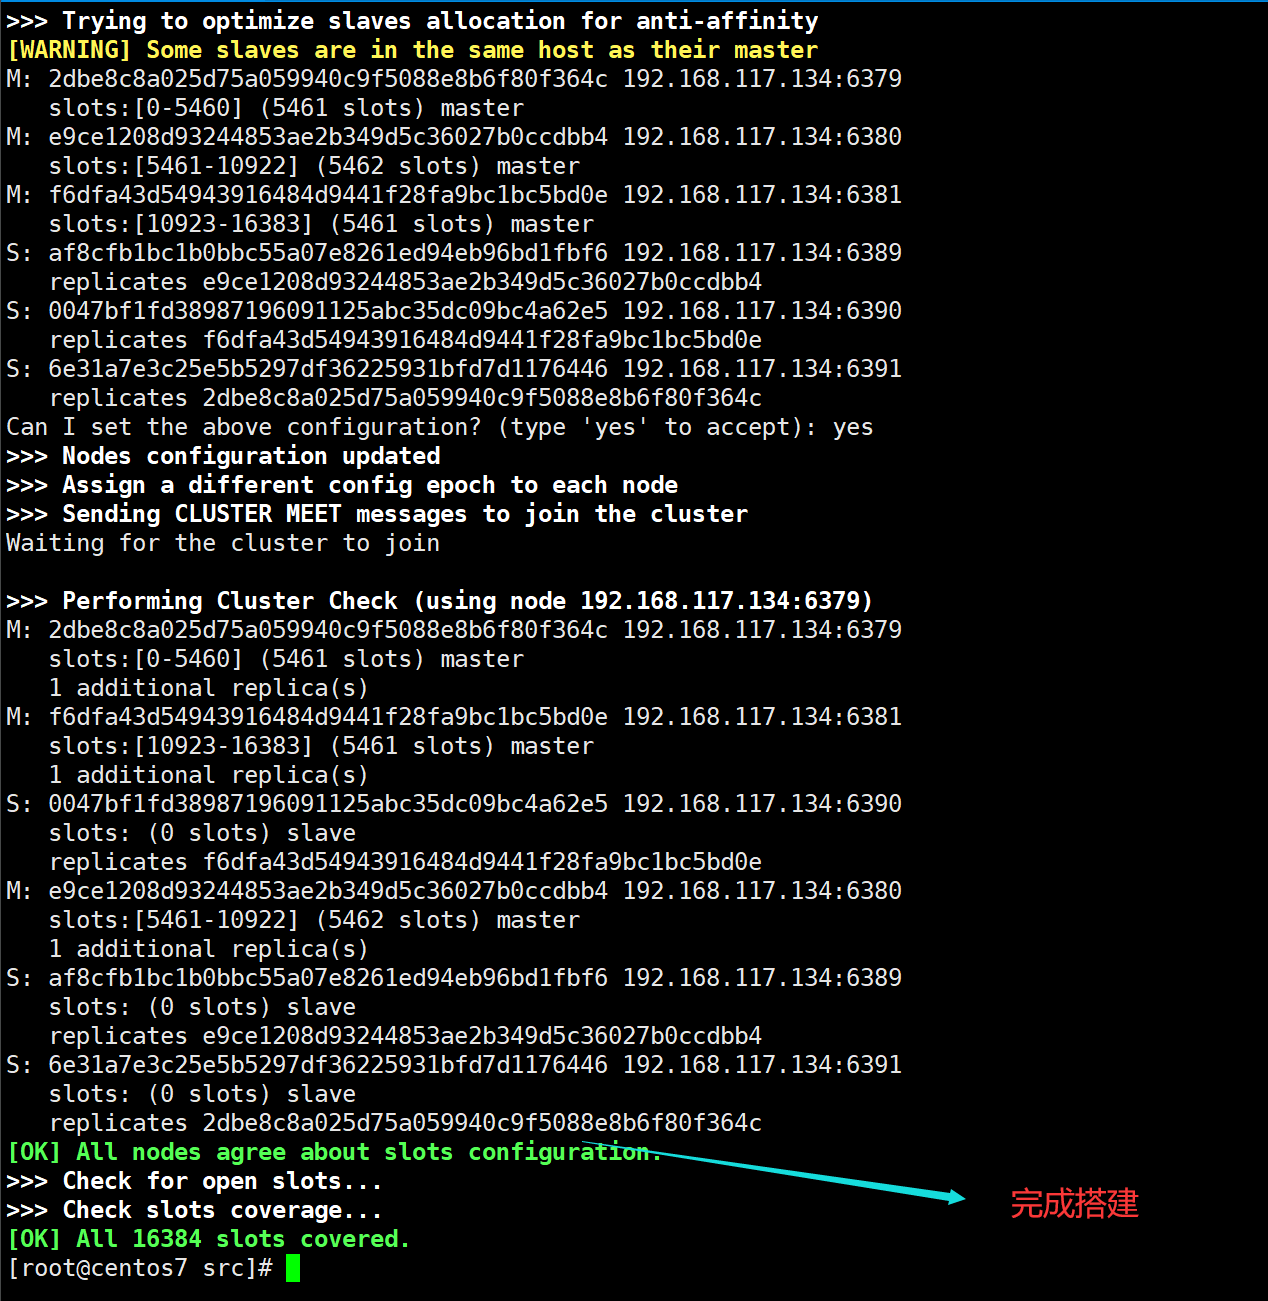 >>> Trying to optimize slaves allocation for anti-affinity
[WARNING] Some slaves are in the same host as their master
M: 2dbe8c8a025d75a059940c9f5088e8b6f80f364c 192.168.117.134:6379
   slots:[0-5460] (5461 slots) master
M: e9ce1208d93244853ae2b349d5c36027b0ccdbb4 192.168.117.134:6380
   slots:[5461-10922] (5462 slots) master
M: f6dfa43d54943916484d9441f28fa9bc1bc5bd0e 192.168.117.134:6381
   slots:[10923-16383] (5461 slots) master
S: af8cfb1bc1b0bbc55a07e8261ed94eb96bd1fbf6 192.168.117.134:6389
   replicates e9ce1208d93244853ae2b349d5c36027b0ccdbb4
S: 0047bf1fd38987196091125abc35dc09bc4a62e5 192.168.117.134:6390
   replicates f6dfa43d54943916484d9441f28fa9bc1bc5bd0e
S: 6e31a7e3c25e5b5297df36225931bfd7d1176446 192.168.117.134:6391
   replicates 2dbe8c8a025d75a059940c9f5088e8b6f80f364c
Can I set the above configuration? (type 'yes' to accept): yes
>>> Nodes configuration updated
>>> Assign a different config epoch to each node
>>> Sending CLUSTER MEET messages to join the cluster
Waiting for the cluster to join
>>> Performing Cluster Check (using node 192.168.117.134:6379)
M: 2dbe8c8a025d75a059940c9f5088e8b6f80f364c 192.168.117.134:6379
   slots:[0-5460] (5461 slots) master
   1 additional replica(s)
M: f6dfa43d54943916484d9441f28fa9bc1bc5bd0e 192.168.117.134:6381
   slots:[10923-16383] (5461 slots) master
   1 additional replica(s)
S: 0047bf1fd38987196091125abc35dc09bc4a62e5 192.168.117.134:6390
   slots: (0 slots) slave
   replicates f6dfa43d54943916484d9441f28fa9bc1bc5bd0e
M: e9ce1208d93244853ae2b349d5c36027b0ccdbb4 192.168.117.134:6380
   slots:[5461-10922] (5462 slots) master
   1 additional replica(s)
S: af8cfb1bc1b0bbc55a07e8261ed94eb96bd1fbf6 192.168.117.134:6389
   slots: (0 slots) slave
   replicates e9ce1208d93244853ae2b349d5c36027b0ccdbb4
S: 6e31a7e3c25e5b5297df36225931bfd7d1176446 192.168.117.134:6391
   slots: (0 slots) slave
   replicates 2dbe8c8a025d75a059940c9f5088e8b6f80f364c
[OK] All nodes agree about slots configuration.
>>> Check for open slots...
>>> Check slots coverage...
完成搭建
[OK] All 16384 slots covered.
[root@centos7 src]#